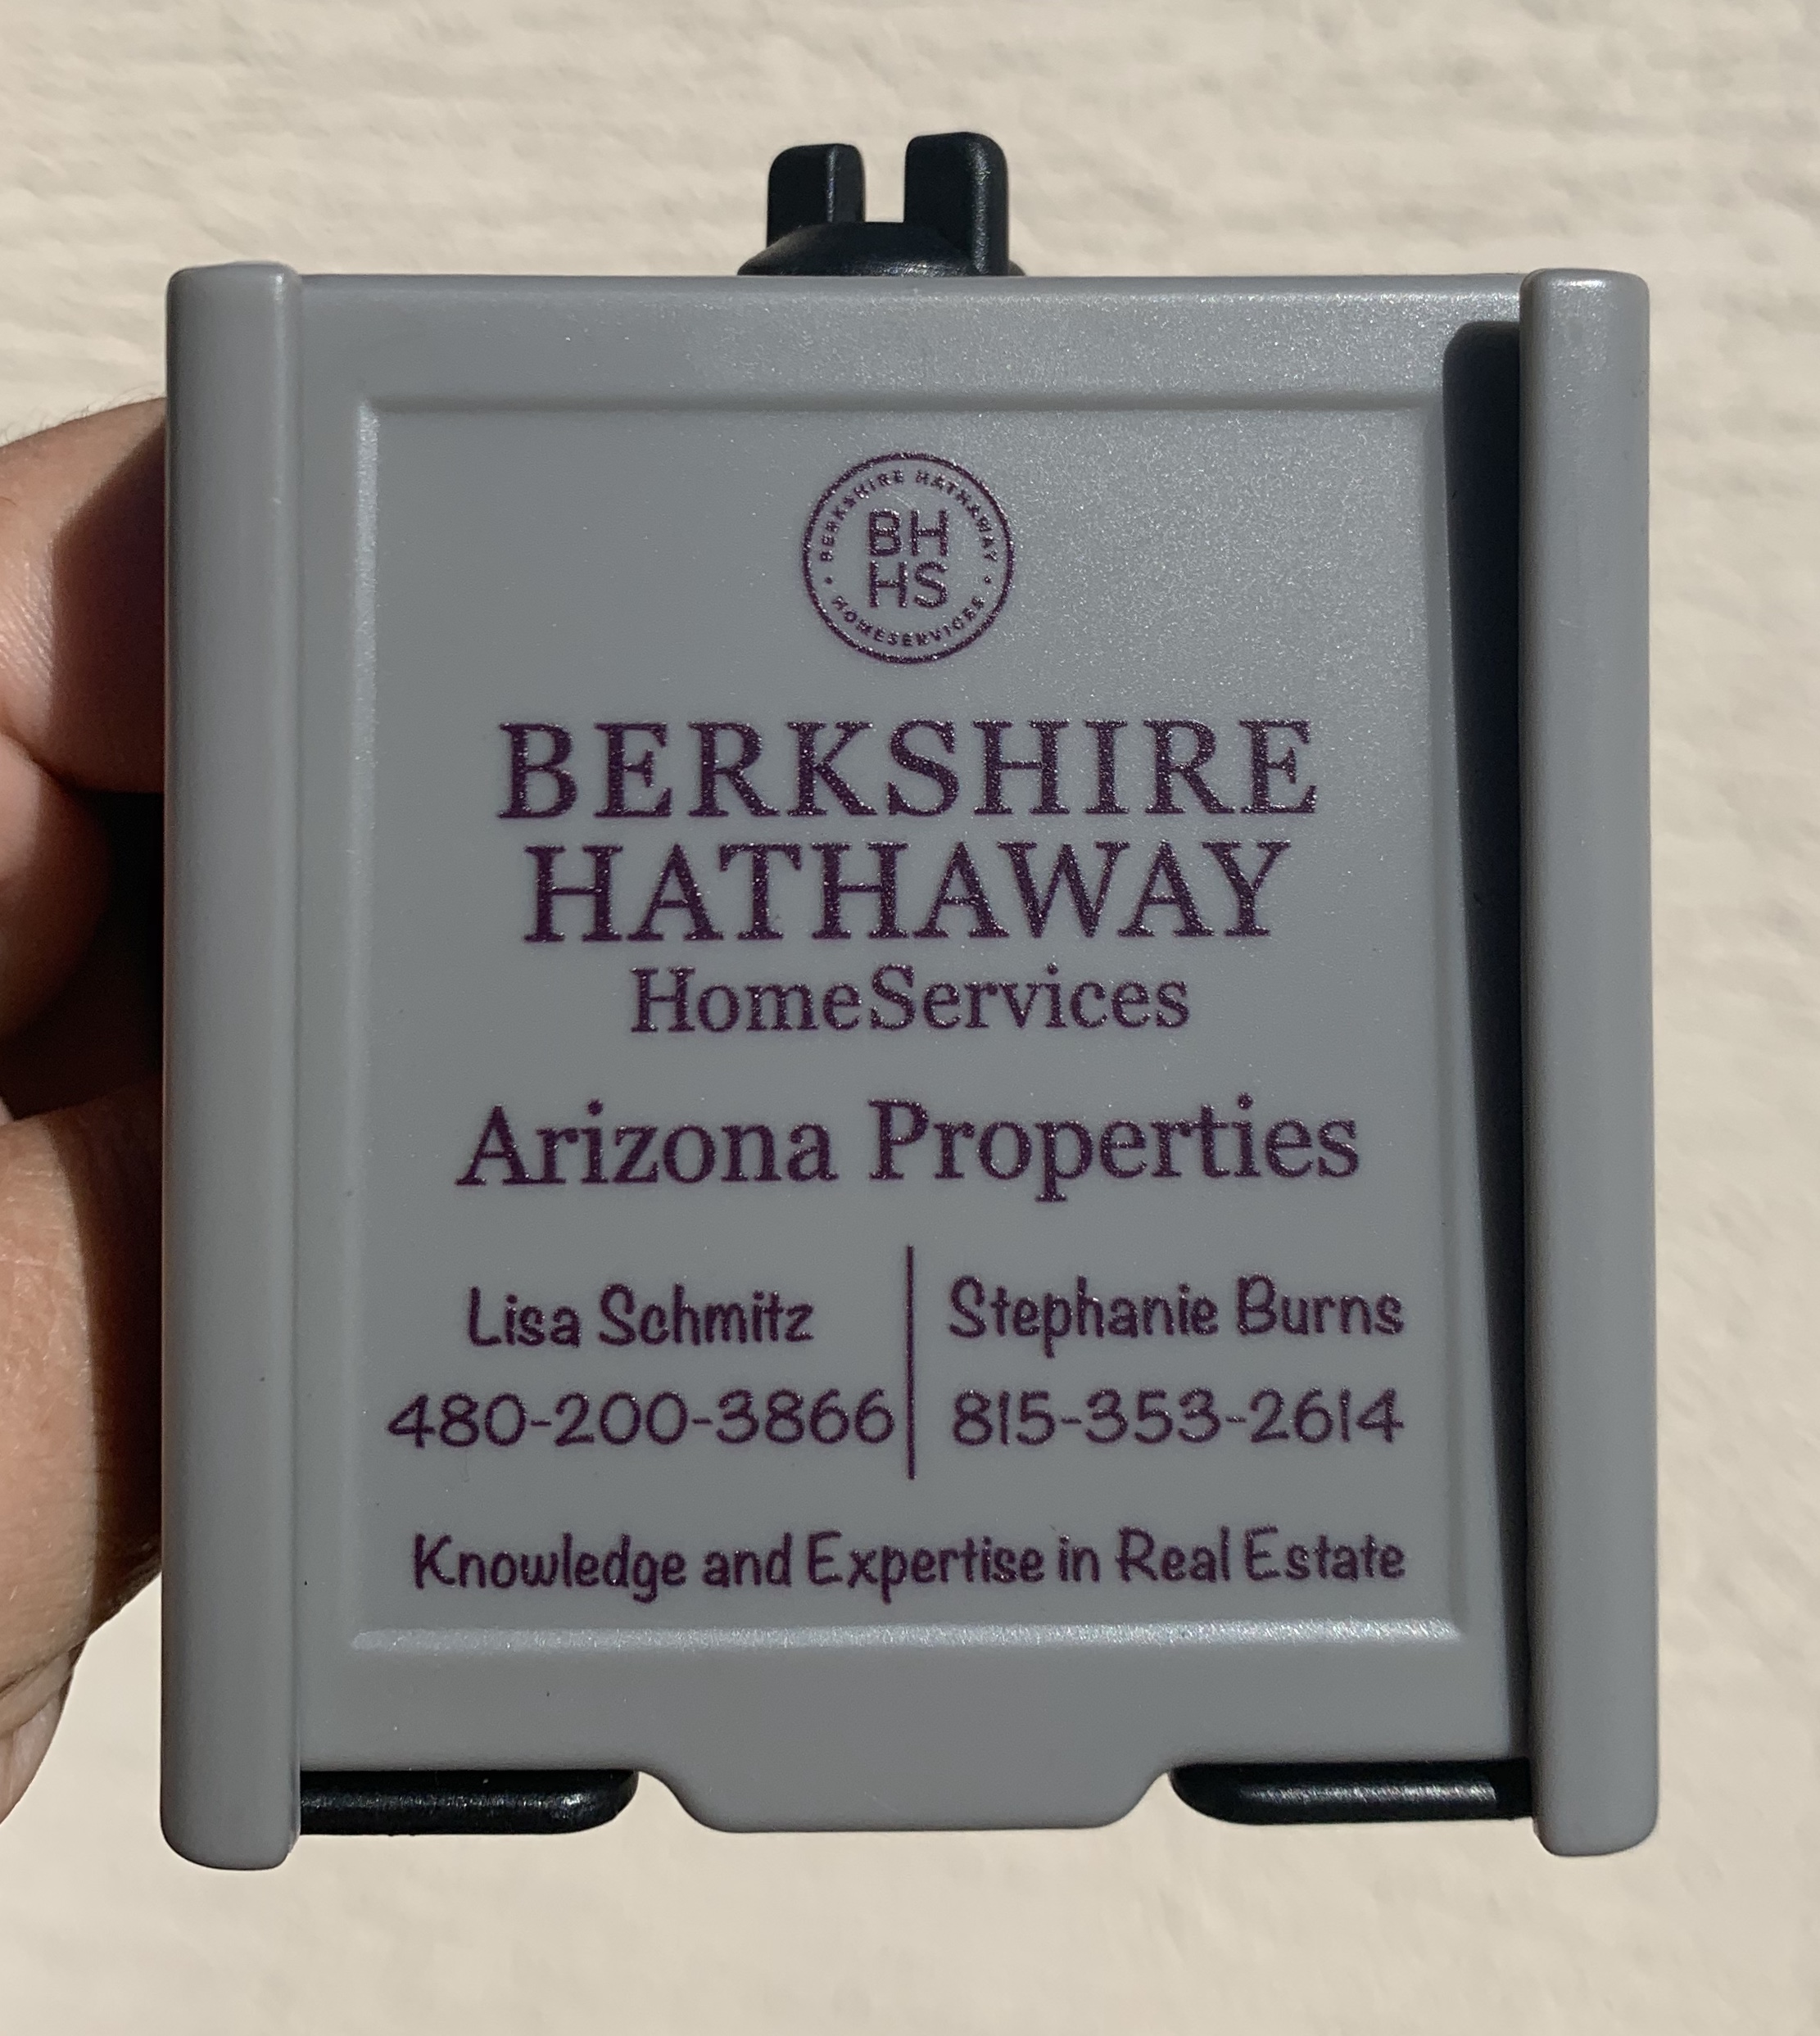 BERKSHIRE HATHAWAY
BH
HS
• HOMESERVICES •
BERKSHIRE
HATHAWAY
HomeServices
Arizona Properties
Lisa Schmitz
480-200-3866
Stephanie Burns
815-353-2614
Knowledge and Expertise in Real Estate